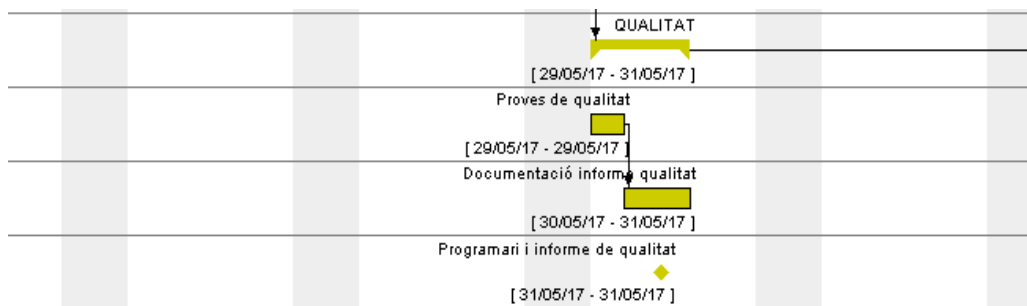 QUALITAT
[ 29/05/17 - 31/05/17 ]
Proves de qualitat
[ 29/05/17 - 29/05/17 ]
Documentació informe qualitat
[ 30/05/17 - 31/05/17 ]
Programari i informe de qualitat
[ 31/05/17 - 31/05/17 ]